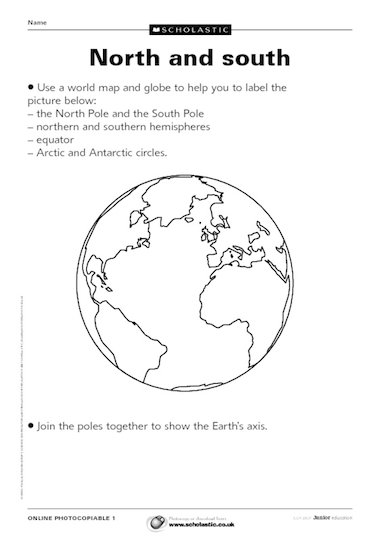 Name
SCHOLASTIC
North and south
● Use a world map and globe to help you to label the
picture below:
– the North Pole and the South Pole
– northern and southern hemispheres
– equator
– Arctic and Antarctic circles.
● Join the poles together to show the Earth's axis.
ONLINE PHOTOCOPIABLE 1
www.scholastic.co.uk
Junior education